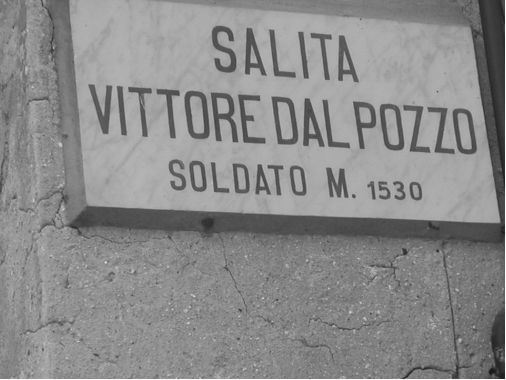 SALITA
VITTORE DAL POZZO
SOLDATO M. 1530